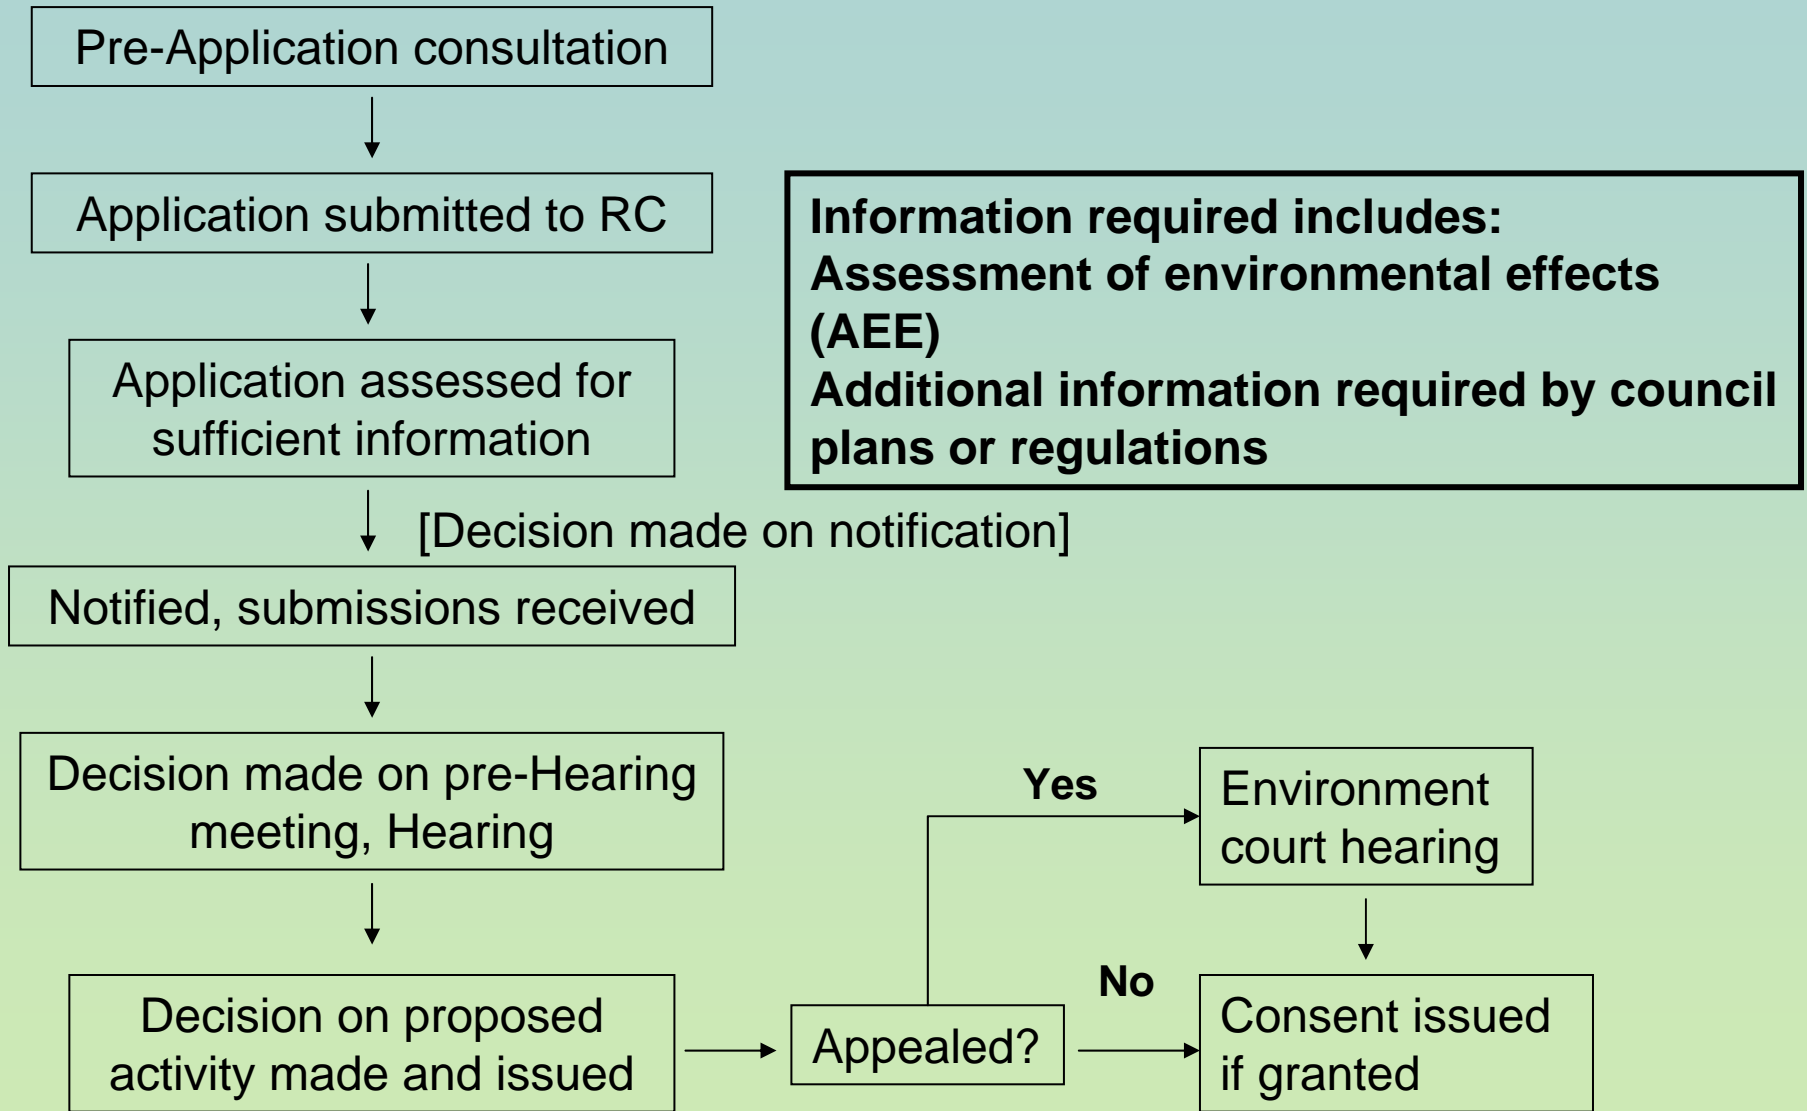 Pre-Application consultation
Application submitted to RC
Information required includes:
Assessment of environmental effects
(AEE)
Additional information required by council
plans or regulations
Application assessed for
sufficient information
[Decision made on notification]
Notified, submissions received
Decision made on pre-Hearing
meeting, Hearing
Yes
Environment
court hearing
Decision on proposed
activity made and issued
Appealed?
No
Consent issued
if granted